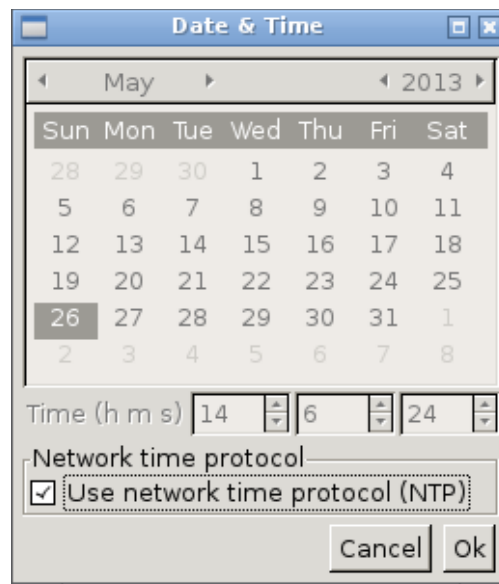 Date & Time
May 2013
Sun Mon Tue Wed Thu Fri Sat
28 29 30 1 2 3 4
5 6 7 8 9 10 11
12 13 14 15 16 17 18
19 20 21 22 23 24 25
26 27 28 29 30 31 1
2 3 4 5 6 7 8
Time (h m s) 14 6 24
Network time protocol
Use network time protocol (NTP)
Cancel Ok